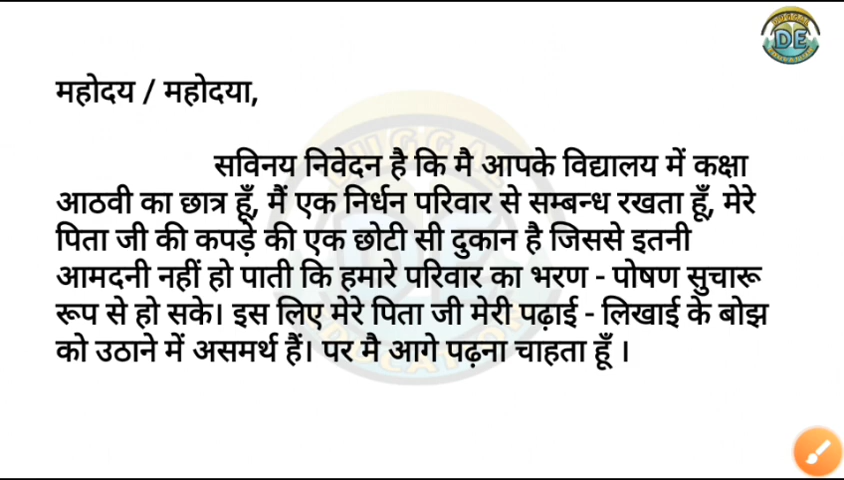 DE
महोदय / महोदया,
सविनय निवेदन है कि मै आपके विद्यालय में कक्षा
आठवी का छात्र हूँ, मैं एक निर्धन परिवार से सम्बन्ध रखता हूँ, मेरे
पिता जी की कपड़े की एक छोटी सी दुकान है जिससे इतनी
आमदनी नहीं हो पाती कि हमारे परिवार का भरण - पोषण सुचारू
रूप से हो सके। इस लिए मेरे पिता जी मेरी पढ़ाई - लिखाई के बोझ
को उठाने में असमर्थ हैं। पर मै आगे पढ़ना चाहता हूँ ।